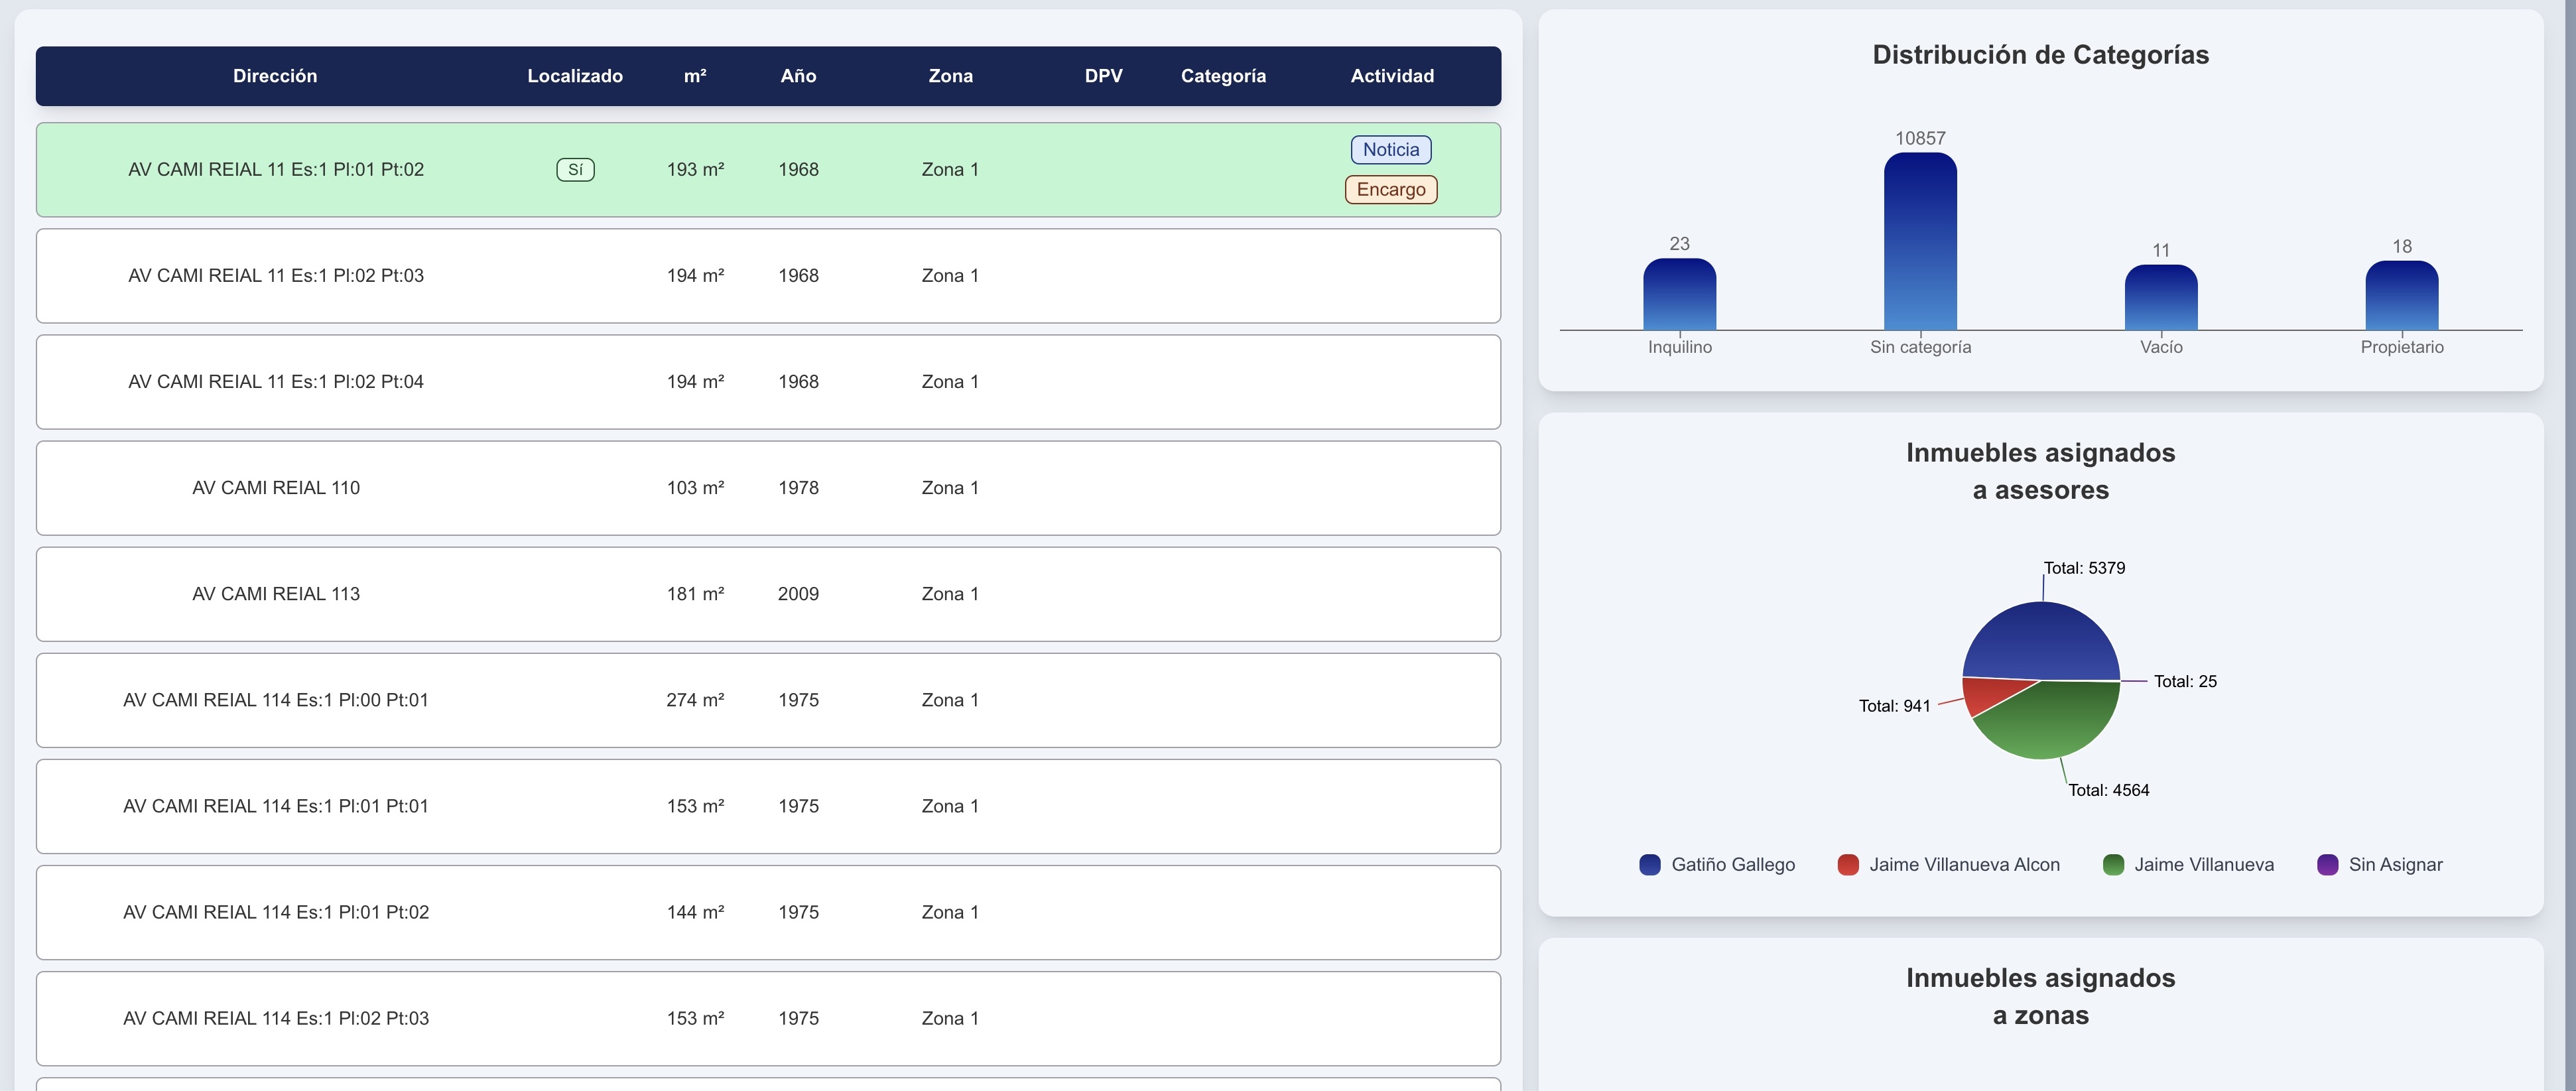 Dirección Localizado m² Año Zona DPV Categoría Actividad
AV CAMI REIAL 11 Es:1 Pl:01 Pt:02 Sí 193 m² 1968 Zona 1 Noticia
Encargo
AV CAMI REIAL 11 Es:1 Pl:02 Pt:03 194 m² 1968 Zona 1
AV CAMI REIAL 11 Es:1 Pl:02 Pt:04 194 m² 1968 Zona 1
AV CAMI REIAL 110 103 m² 1978 Zona 1
AV CAMI REIAL 113 181 m² 2009 Zona 1
AV CAMI REIAL 114 Es:1 Pl:00 Pt:01 274 m² 1975 Zona 1
AV CAMI REIAL 114 Es:1 Pl:01 Pt:01 153 m² 1975 Zona 1
AV CAMI REIAL 114 Es:1 Pl:01 Pt:02 144 m² 1975 Zona 1
AV CAMI REIAL 114 Es:1 Pl:02 Pt:03 153 m² 1975 Zona 1
Distribución de Categorías
10857
23
11
18
Inquilino Sin categoría Vacío Propietario
Inmuebles asignados
a asesores
Total: 5379
Total: 25
Total: 941
Total: 4564
Gatiño Gallego Jaime Villanueva Alcon Jaime Villanueva Sin Asignar
Inmuebles asignados
a zonas